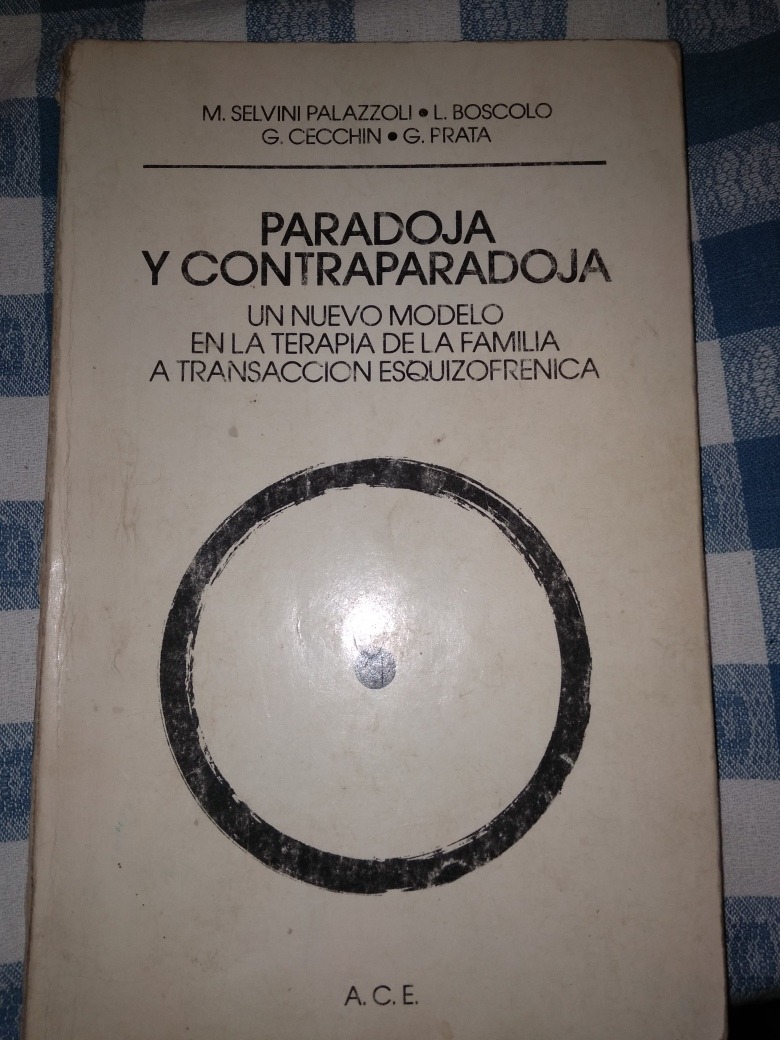 M. SELVINI PALAZZOLI • L. BOSCOLO
G. CECCHIN • G. PRATA
PARADOJA
Y CONTRAPARADOJA
UN NUEVO MODELO
EN LA TERAPIA DE LA FAMILIA
A TRANSACCION ESQUIZOFRENICA
A. C. E.